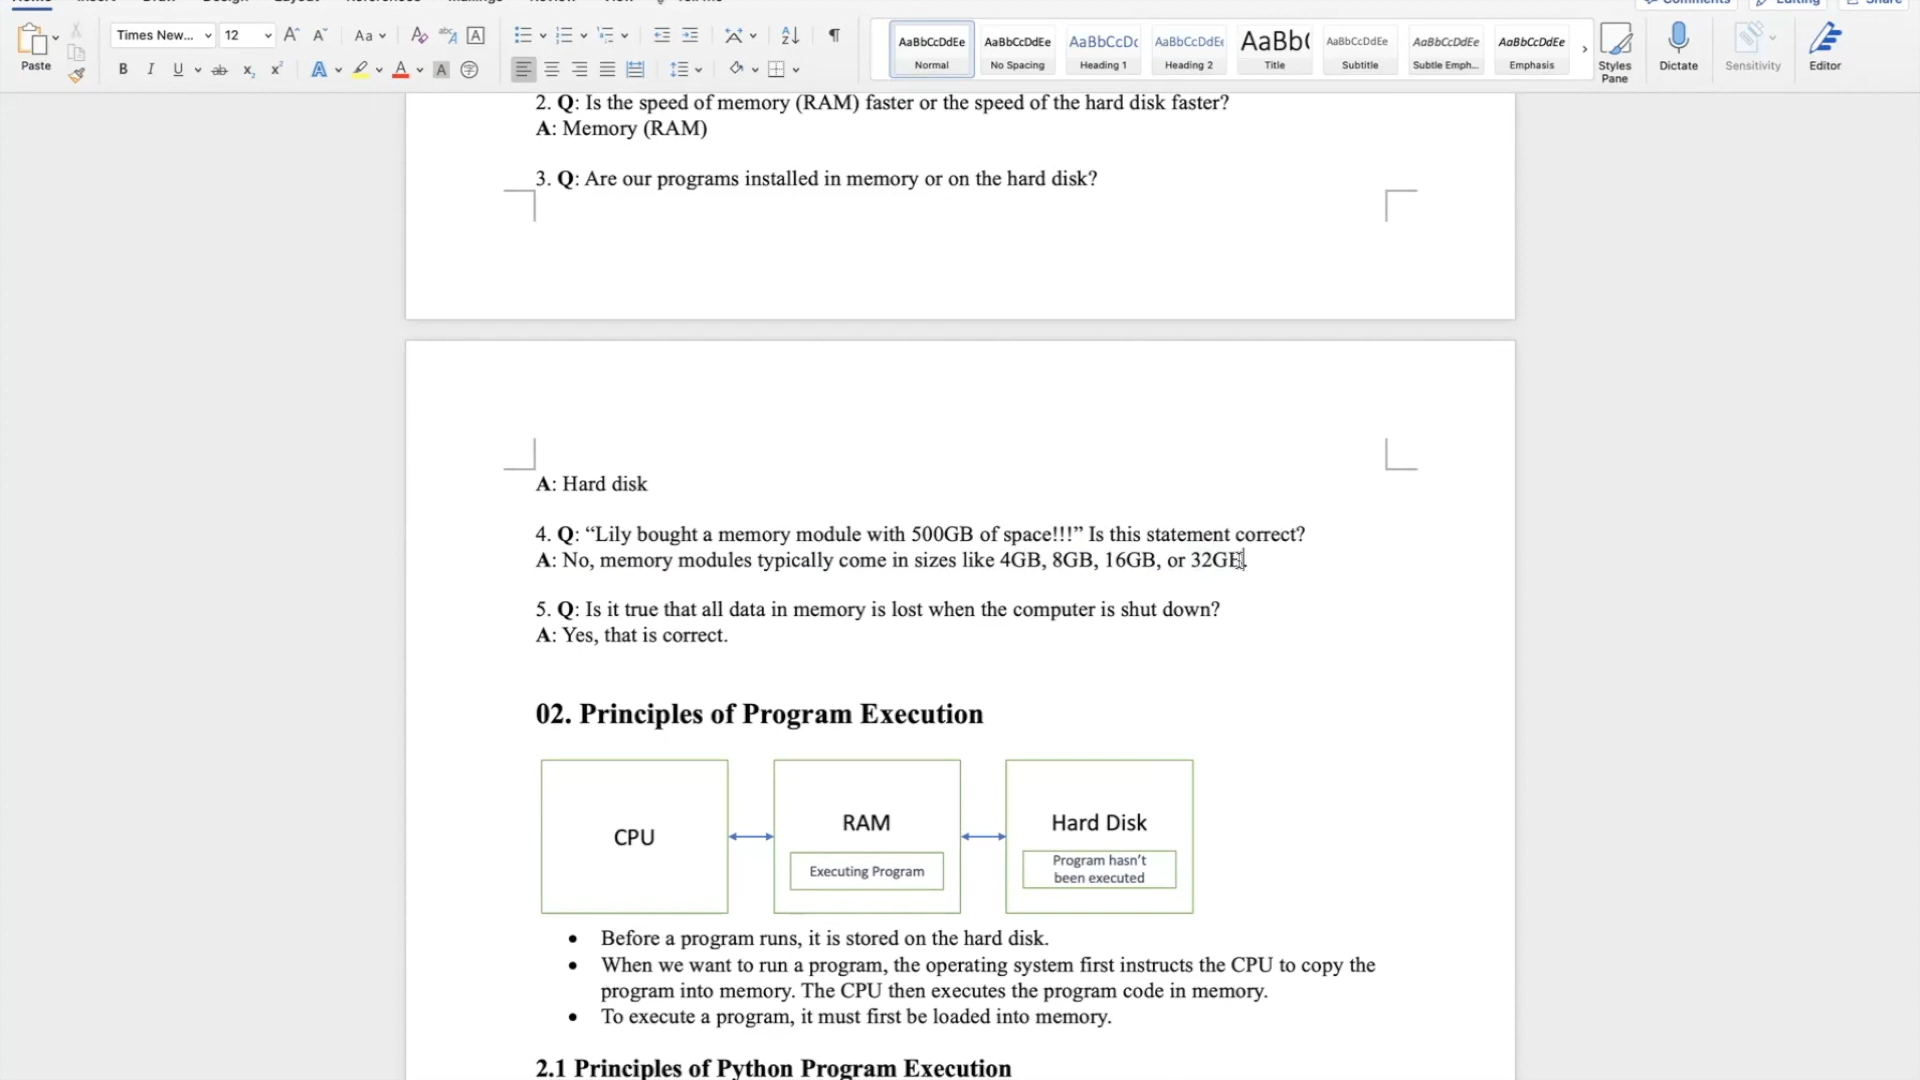 Comments
Editing
Share
Paste
Times New...
12
Aa
A
B
I
U
ab
x2
x2
A
A
A
AaBbCcDdEe
Normal
AaBbCcDdEe
No Spacing
AaBbCcDc
Heading 1
AaBbCcDdEe
Heading 2
AaBb(
Title
AaBbCcDdEe
Subtitle
AaBbCcDdEe
Subtle Emph...
AaBbCcDdEe
Emphasis
Styles
Pane
Dictate
Sensitivity
Editor
2. Q: Is the speed of memory (RAM) faster or the speed of the hard disk faster?
A: Memory (RAM)
3. Q: Are our programs installed in memory or on the hard disk?
A: Hard disk
4. Q: “Lily bought a memory module with 500GB of space!!!” Is this statement correct?
A: No, memory modules typically come in sizes like 4GB, 8GB, 16GB, or 32GB.
5. Q: Is it true that all data in memory is lost when the computer is shut down?
A: Yes, that is correct.
02. Principles of Program Execution
CPU
RAM
Executing Program
Hard Disk
Program hasn’t
been executed
• Before a program runs, it is stored on the hard disk.
• When we want to run a program, the operating system first instructs the CPU to copy the
program into memory. The CPU then executes the program code in memory.
• To execute a program, it must first be loaded into memory.
2.1 Principles of Python Program Execution